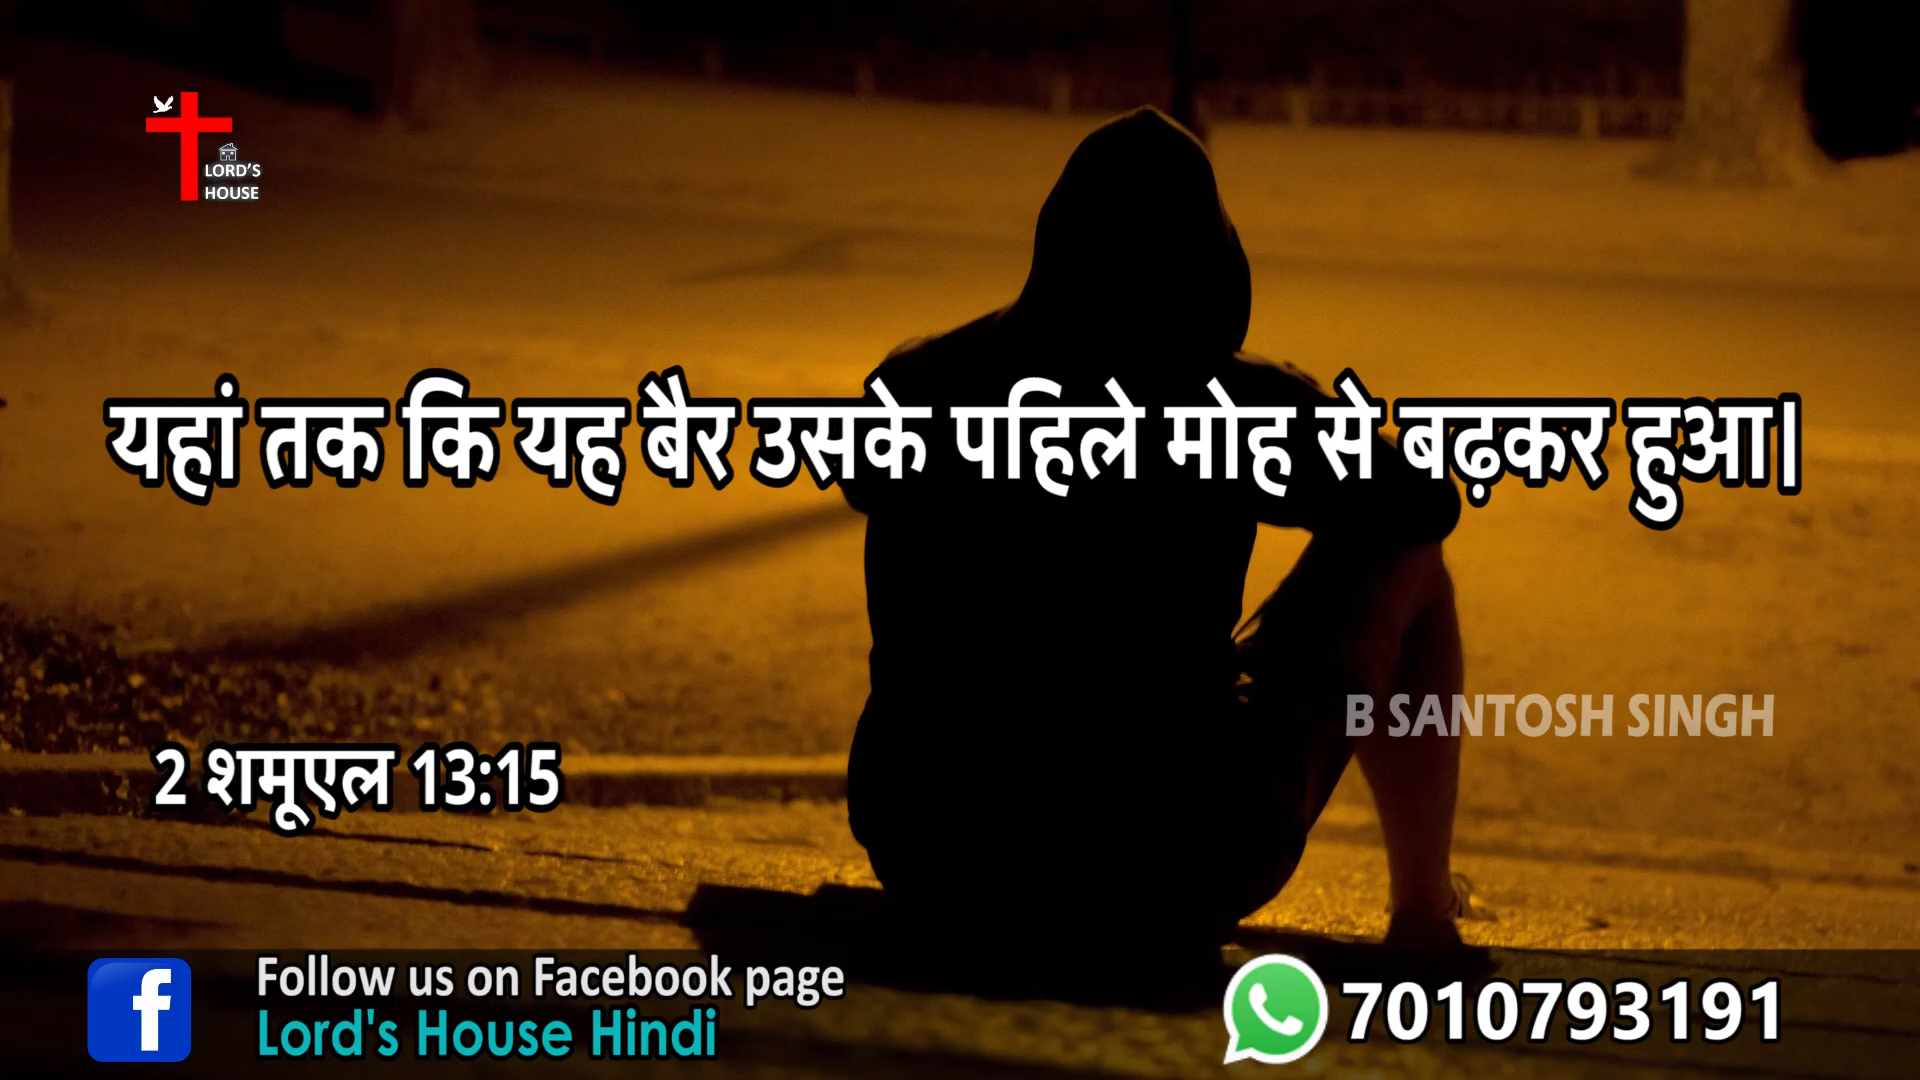 LORD'S
HOUSE
यहां तक कि यह बैर उसके पहिले मोह से बढ़कर हुआ|
B SANTOSH SINGH
2 शमूएल 13:15
Follow us on Facebook page
Lord's House Hindi
7010793191